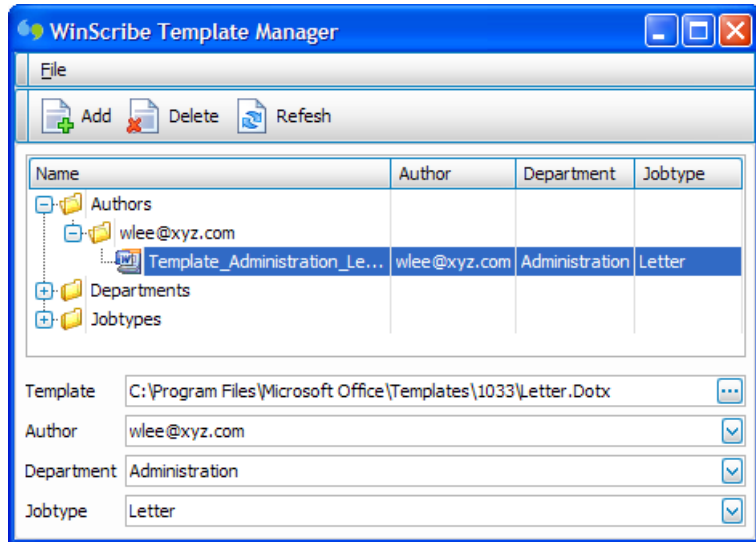 WinScribe Template Manager
File
Add Delete Refesh
Name Author Department Jobtype
Authors
wlee@xyz.com
Template_Administration_Le... wlee@xyz.com Administration Letter
Departments
Jobtypes
Template C:\Program Files\Microsoft Office\Templates\1033\Letter.Dotx
Author wlee@xyz.com
Department Administration
Jobtype Letter